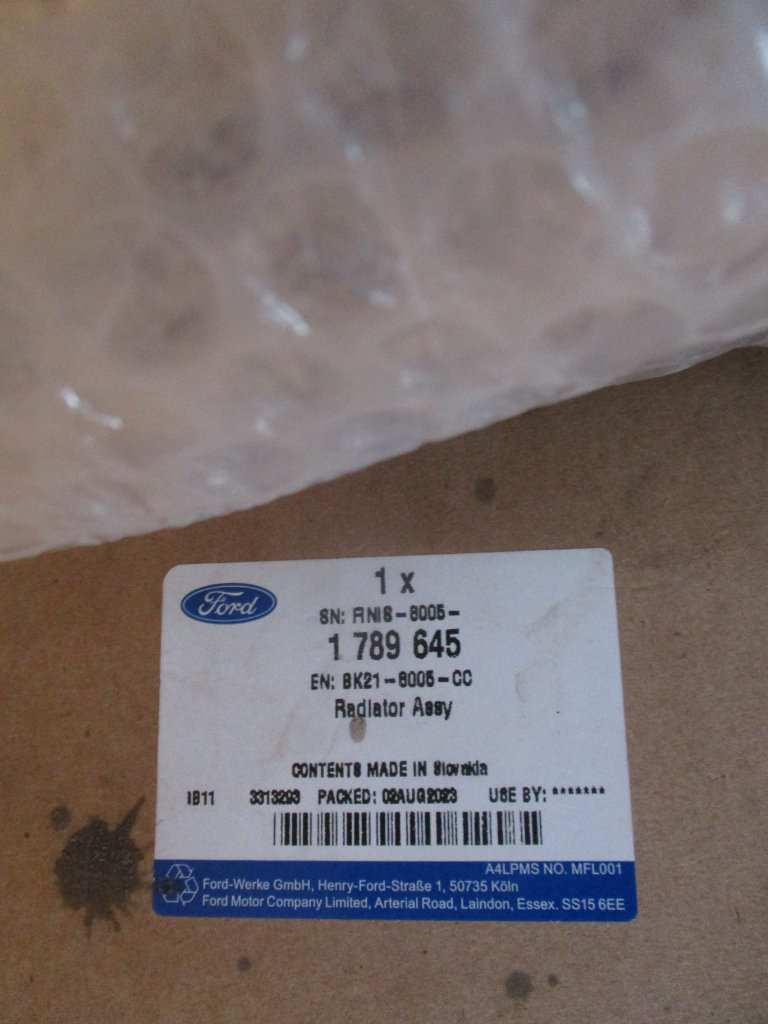 1 x
Ford
SN: FINIS-8005-
1 789 645
EN: BK21-8005-CC
Radiator Assy
CONTENTS MADE IN Slovakia
IB11 3313293 PACKED: 02AUG2023 USE BY: *******
A4LPMS NO. MFL001
Ford-Werke GmbH, Henry-Ford-Straße 1, 50735 Köln
Ford Motor Company Limited, Arterial Road, Laindon, Essex. SS15 6EE